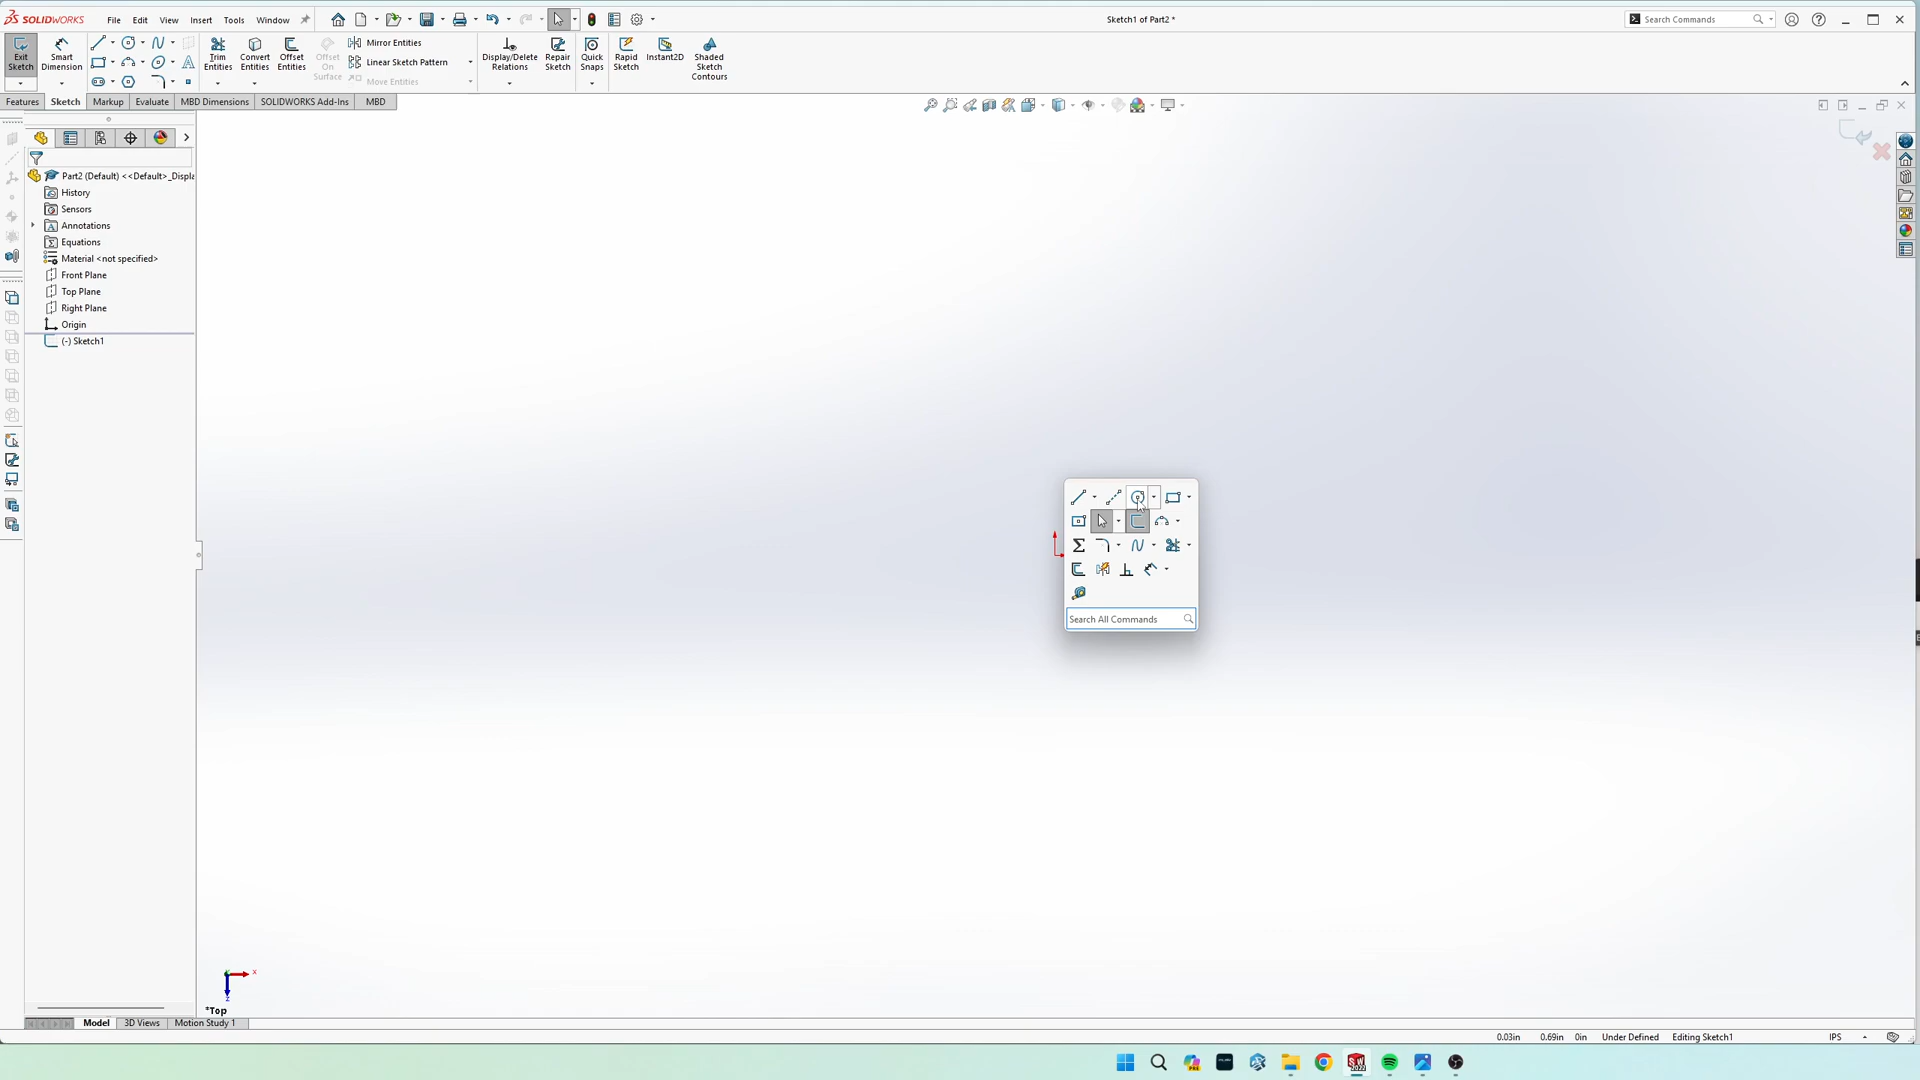 SOLIDWORKS File Edit View Insert Tools Window Sketch1 of Part2 * Search Commands
Exit Sketch Smart Dimension Trim Entities Convert Entities Offset Entities Offset On Surface Mirror Entities Linear Sketch Pattern Move Entities Display/Delete Relations Repair Sketch Quick Snaps Rapid Sketch Instant2D Shaded Sketch Contours
Features Sketch Markup Evaluate MBD Dimensions SOLIDWORKS Add-Ins MBD
Part2 (Default) <<Default>_Displa
History
Sensors
Annotations
Equations
Material <not specified>
Front Plane
Top Plane
Right Plane
Origin
(-) Sketch1
Search All Commands
x
*Top
Model 3D Views Motion Study 1
0.03in 0.69in 0in Under Defined Editing Sketch1 IPS